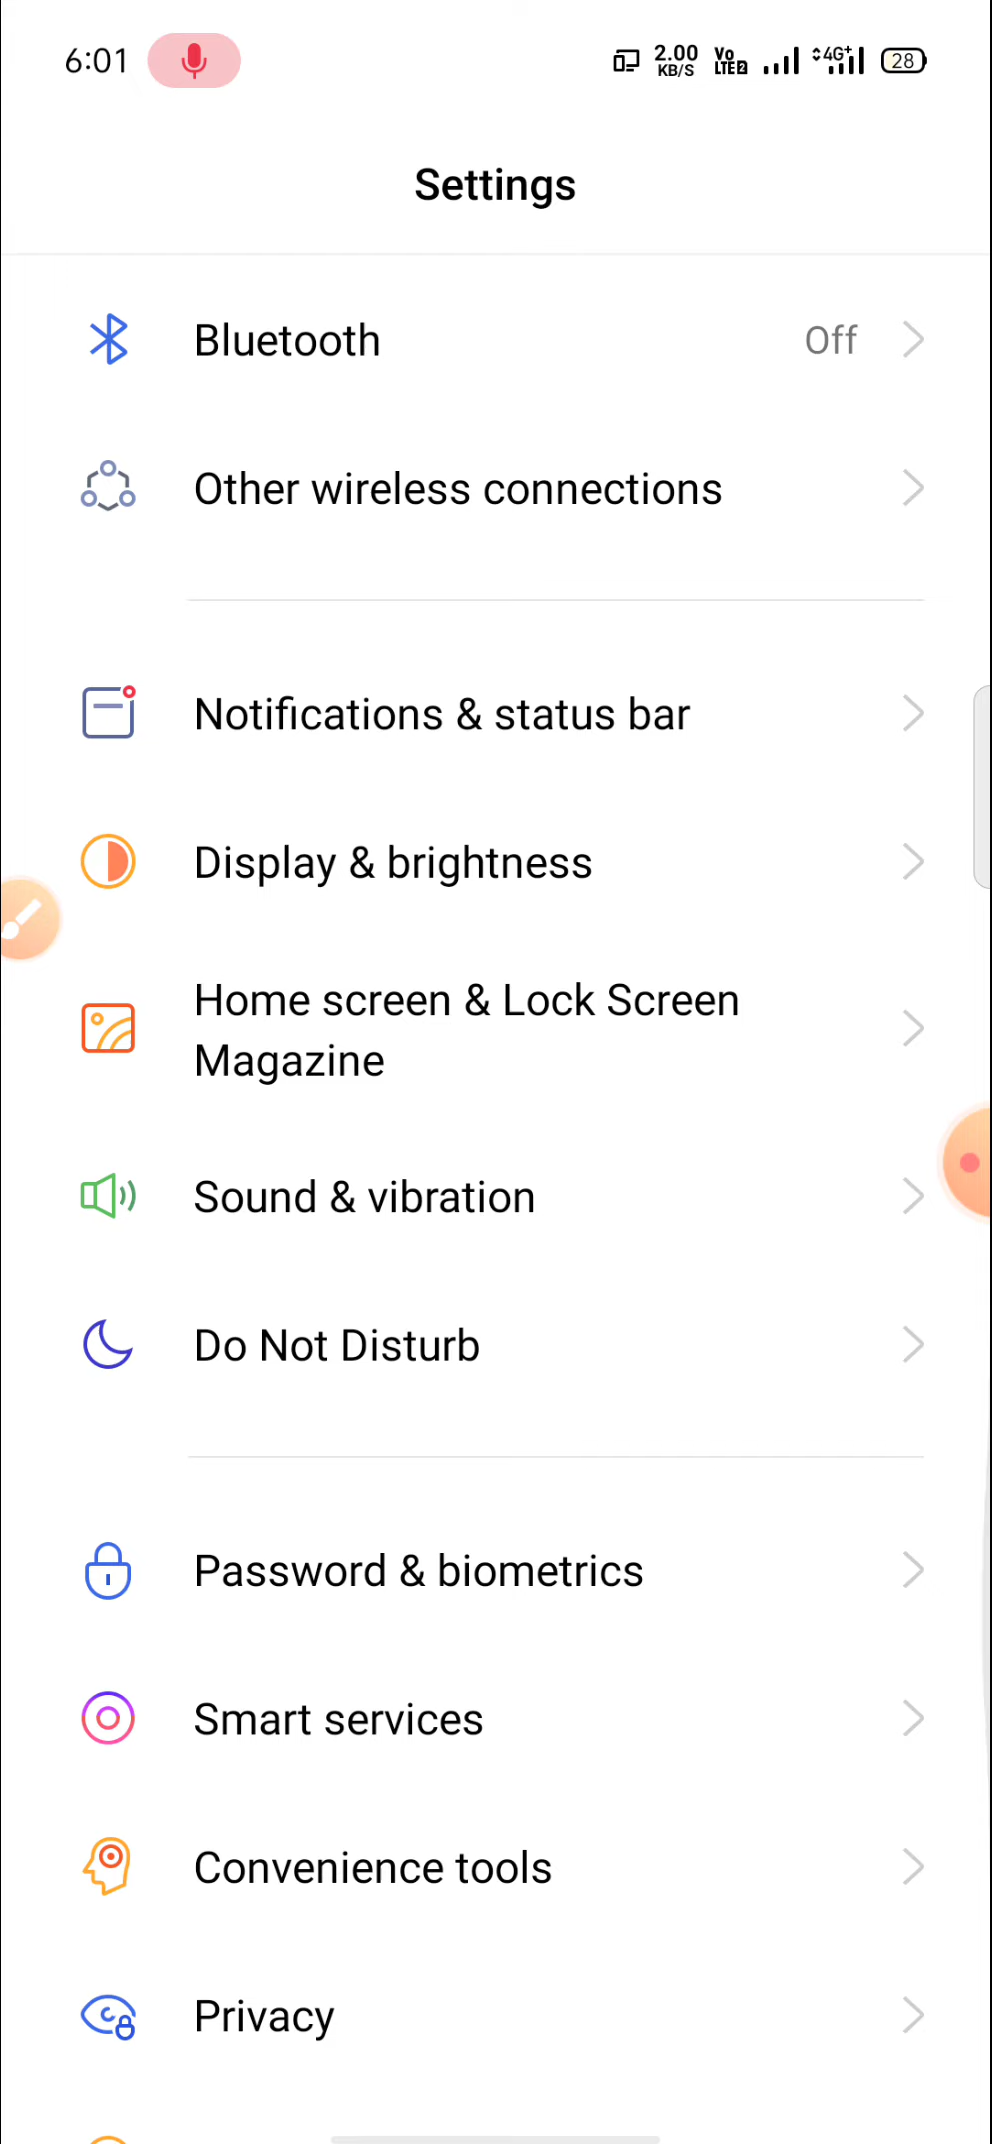 6:01
2.00
KB/S
Vo
LTE2
4G+
28
Settings
Bluetooth
Off
Other wireless connections
Notifications & status bar
Display & brightness
Home screen & Lock Screen
Magazine
Sound & vibration
Do Not Disturb
Password & biometrics
Smart services
Convenience tools
Privacy